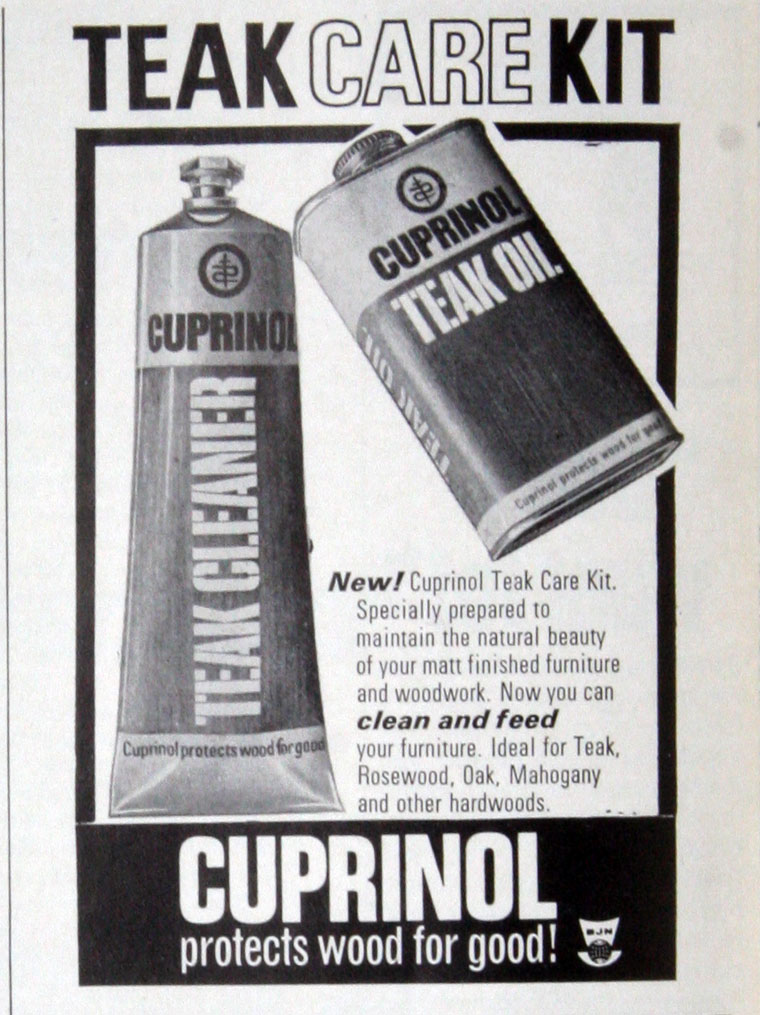 TEAK CARE KIT
CUPRINOL
TEAK OIL
TEAK OIL
Cuprinol protects wood for good
CUPRINOL
TEAK CLEANER
Cuprinol protects wood for good
New! Cuprinol Teak Care Kit.
Specially prepared to
maintain the natural beauty
of your matt finished furniture
and woodwork. Now you can
clean and feed
your furniture. Ideal for Teak,
Rosewood, Oak, Mahogany
and other hardwoods.
CUPRINOL
protects wood for good!
BJN